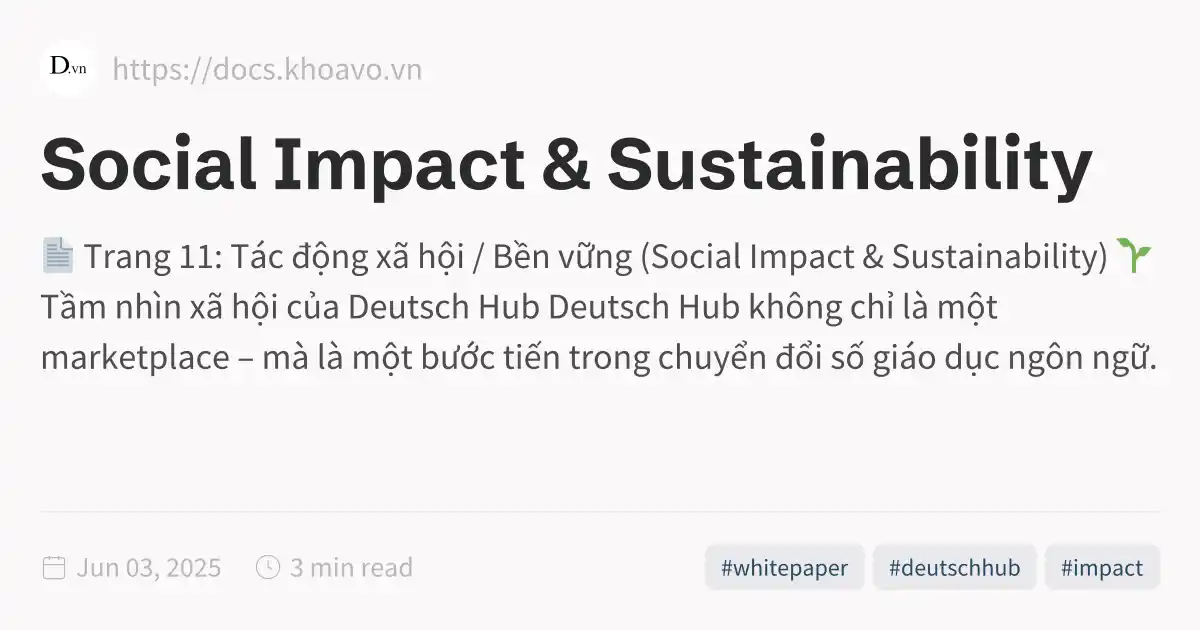 D.vn https://docs.khoavo.vn
Social Impact & Sustainability
📄 Trang 11: Tác động xã hội / Bền vững (Social Impact & Sustainability) 🌱
Tầm nhìn xã hội của Deutsch Hub Deutsch Hub không chỉ là một
marketplace – mà là một bước tiến trong chuyển đổi số giáo dục ngôn ngữ.
Jun 03, 2025 3 min read #whitepaper #deutschhub #impact